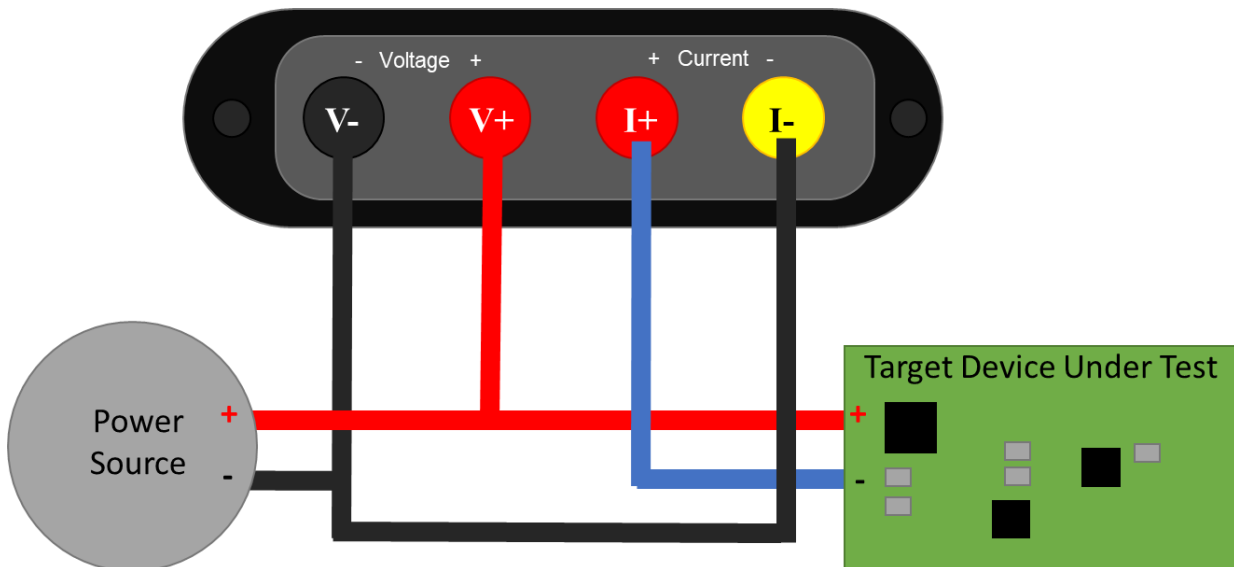 - Voltage + + Current -
V- V+ I+ I-
Target Device Under Test
+ +
Power
Source
- -